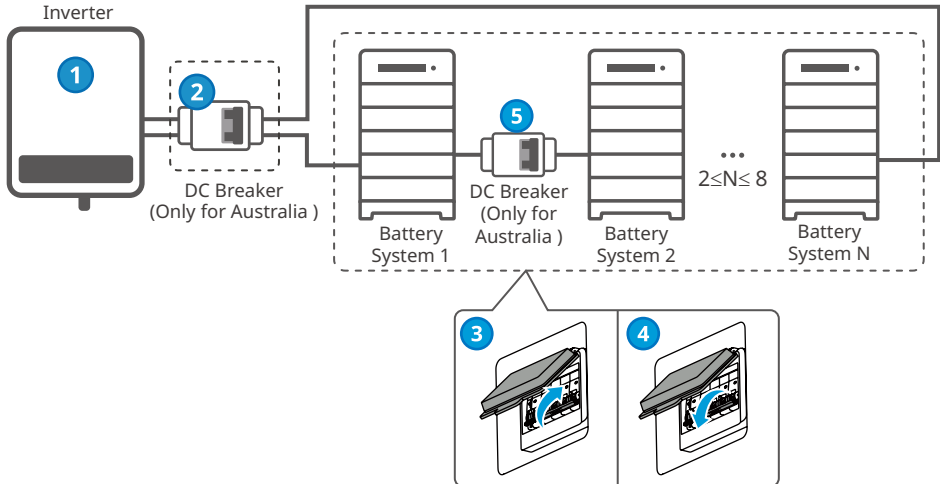 Inverter
1
2
DC Breaker
(Only for Australia )
5
DC Breaker
(Only for
Australia )
Battery
System 1
Battery
System 2
...
2≤N≤ 8
Battery
System N
3
4